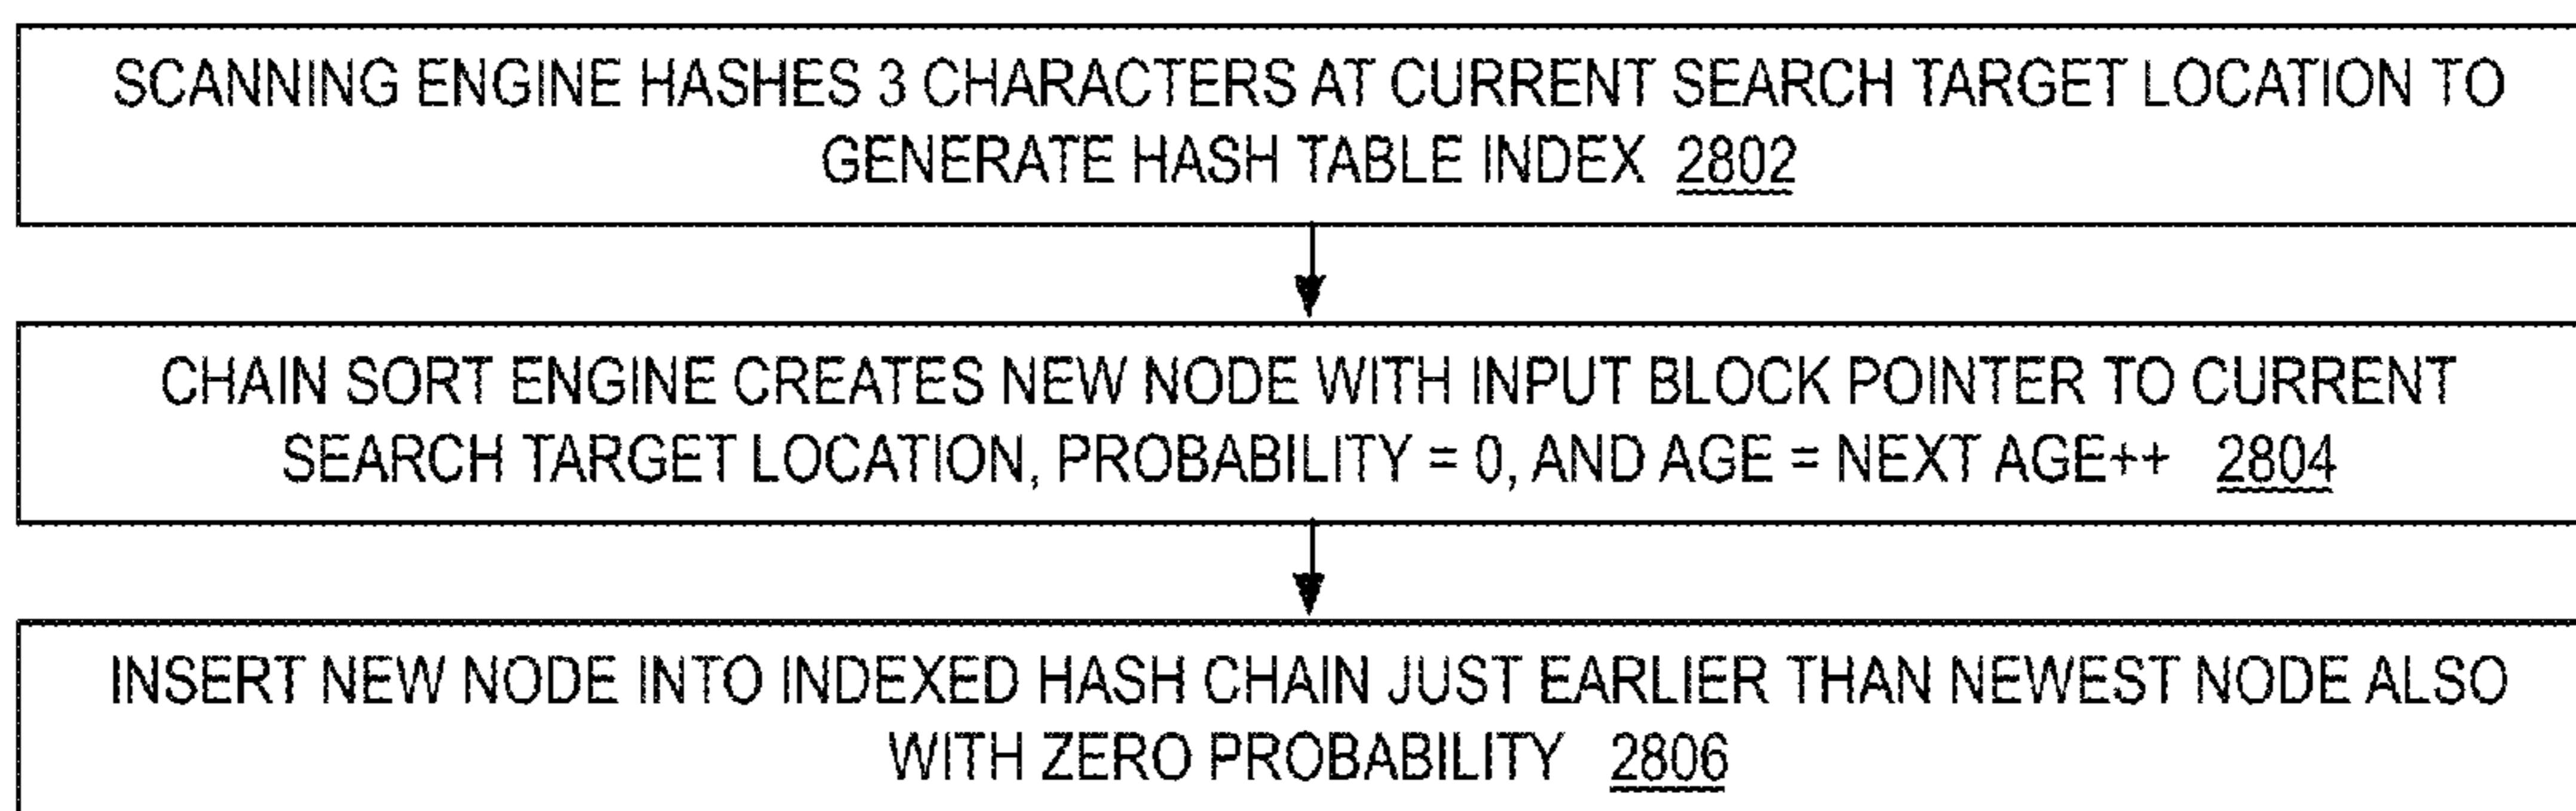 SCANNING ENGINE HASHES 3 CHARACTERS AT CURRENT SEARCH TARGET LOCATION TO
GENERATE HASH TABLE INDEX 2802
CHAIN SORT ENGINE CREATES NEW NODE WITH INPUT BLOCK POINTER TO CURRENT
SEARCH TARGET LOCATION, PROBABILITY = 0, AND AGE = NEXT AGE++ 2804
INSERT NEW NODE INTO INDEXED HASH CHAIN JUST EARLIER THAN NEWEST NODE ALSO
WITH ZERO PROBABILITY 2806